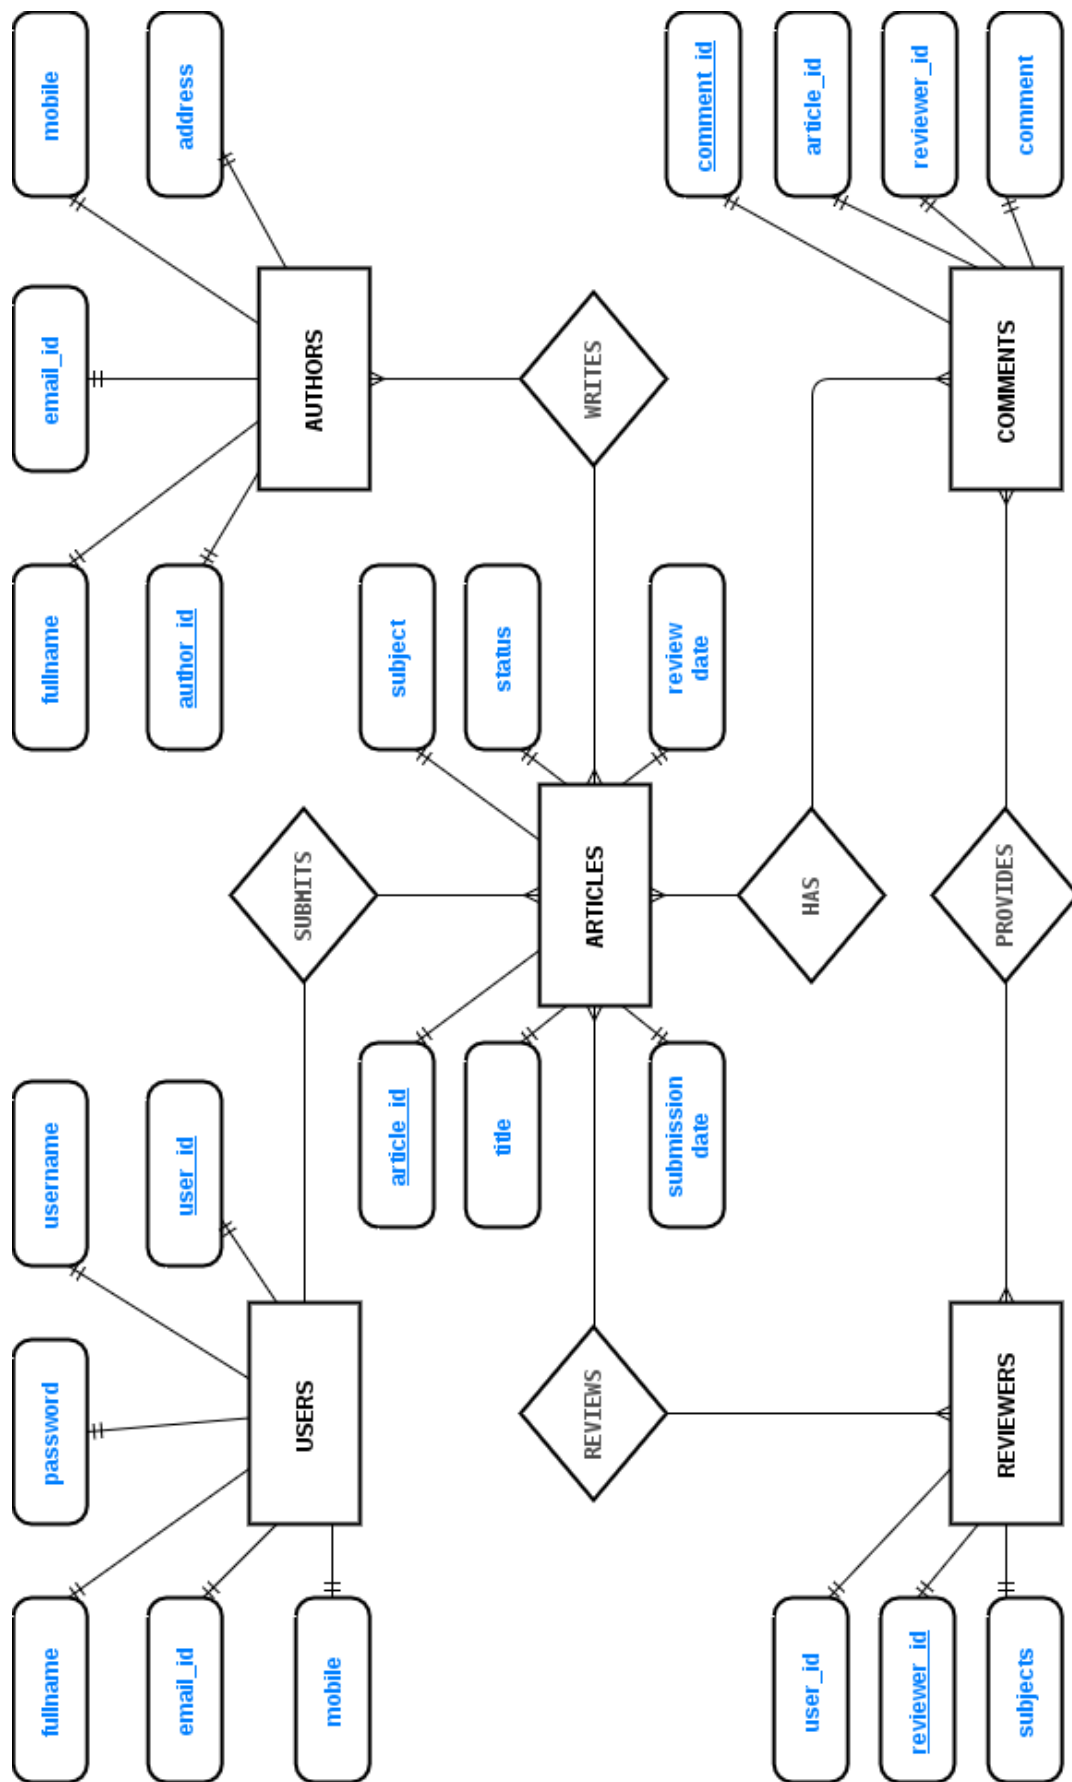 fullname
password
username
fullname
email_id
mobile
email_id
user_id
author_id
address
mobile
USERS
SUBMITS
AUTHORS
article_id
subject
title
status
REVIEWS
ARTICLES
WRITES
submission
date
review
date
comment_id
user_id
HAS
article_id
reviewer_id
reviewer_id
subjects
REVIEWERS
PROVIDES
COMMENTS
comment